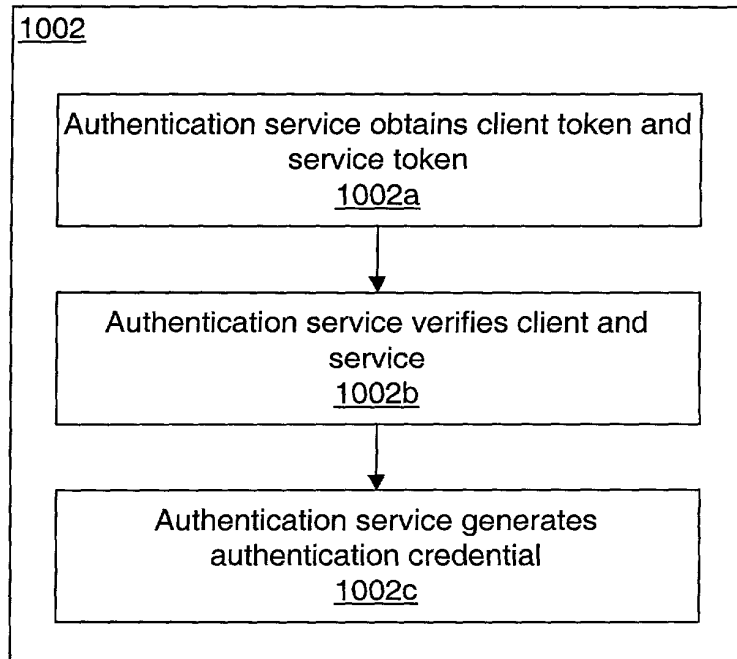 1002
Authentication service obtains client token and
service token
1002a
Authentication service verifies client and
service
1002b
Authentication service generates
authentication credential
1002c